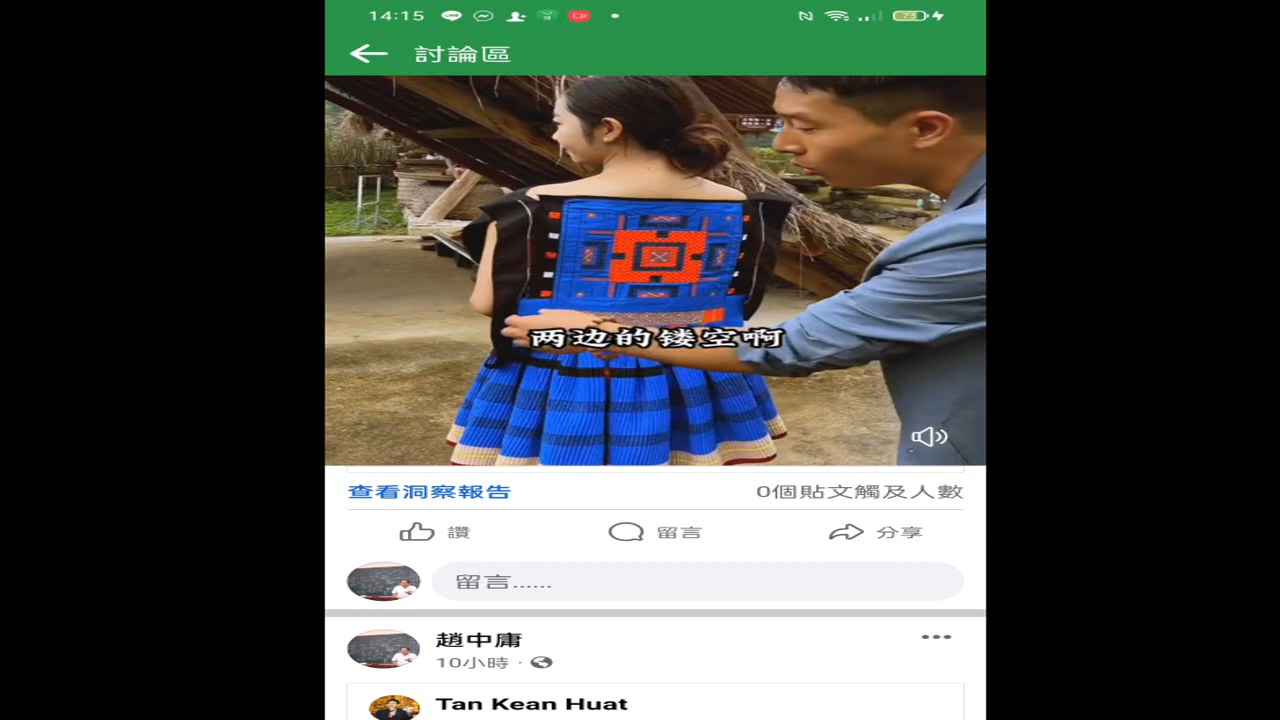 14:15
73
討論區
两边的镂空啊
查看洞察報告
0個貼文觸及人數
讚
留言
分享
留言......
趙中庸
10小時 ·
Tan Kean Huat